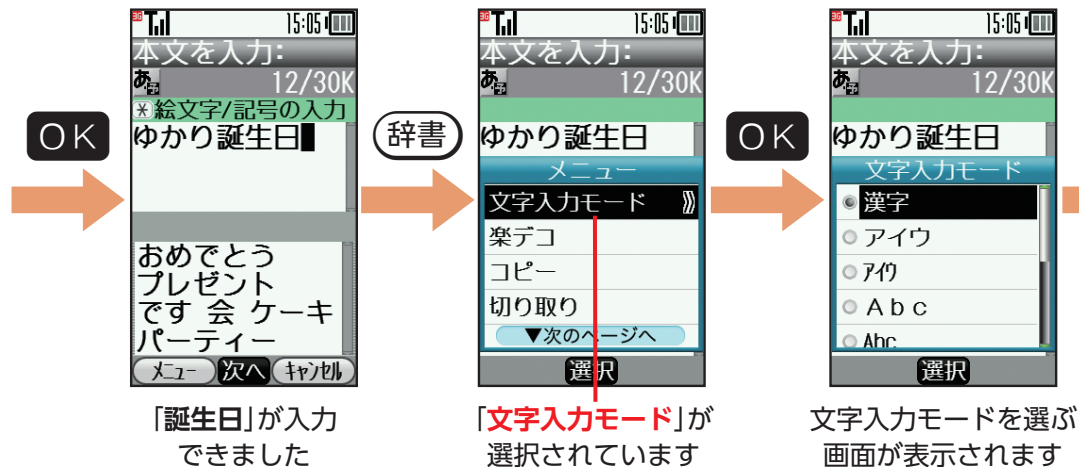 OK
3G 15:05
本文を入力:
あ予 12/30K
*絵文字/記号の入力
ゆかり誕生日
おめでとう
プレゼント
です 会 ケーキ
パーティー
メニュー 次へ キャンセル
「誕生日」が入力
できました
辞書
3G 15:05
本文を入力:
あ予 12/30K
ゆかり誕生日
メニュー
文字入力モード
楽デコ
コピー
切り取り
▼次のページへ
選択
「文字入力モード」が
選択されています
OK
3G 15:05
本文を入力:
あ予 12/30K
ゆかり誕生日
文字入力モード
漢字
アイウ
アイウ
Abc
Abc
選択
文字入力モードを選ぶ
画面が表示されます